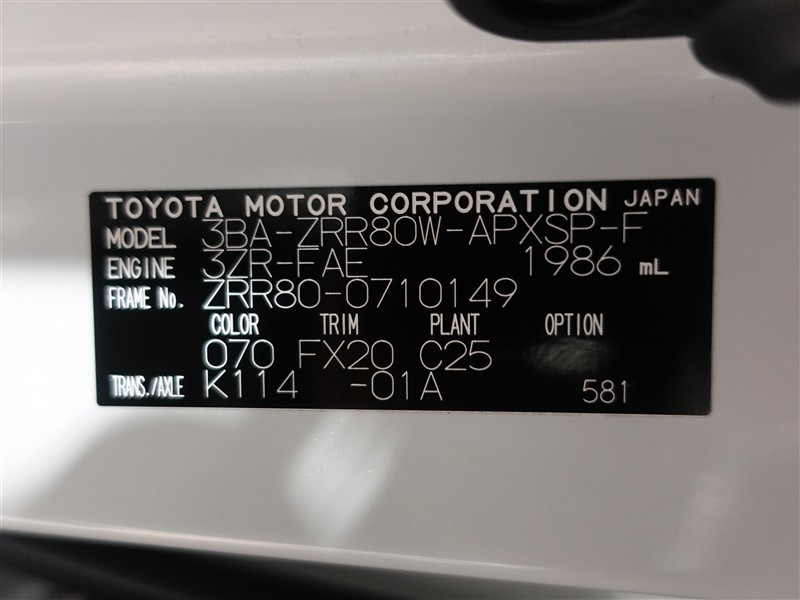 TOYOTA MOTOR CORPORATION JAPAN
MODEL 3BA-ZRR80W-APXSP-F
ENGINE 3ZR-FAE 1986 mL
FRAME No. ZRR80-0710149
COLOR TRIM PLANT OPTION
070 FX20 C25
TRANS./AXLE K114 -01A 581